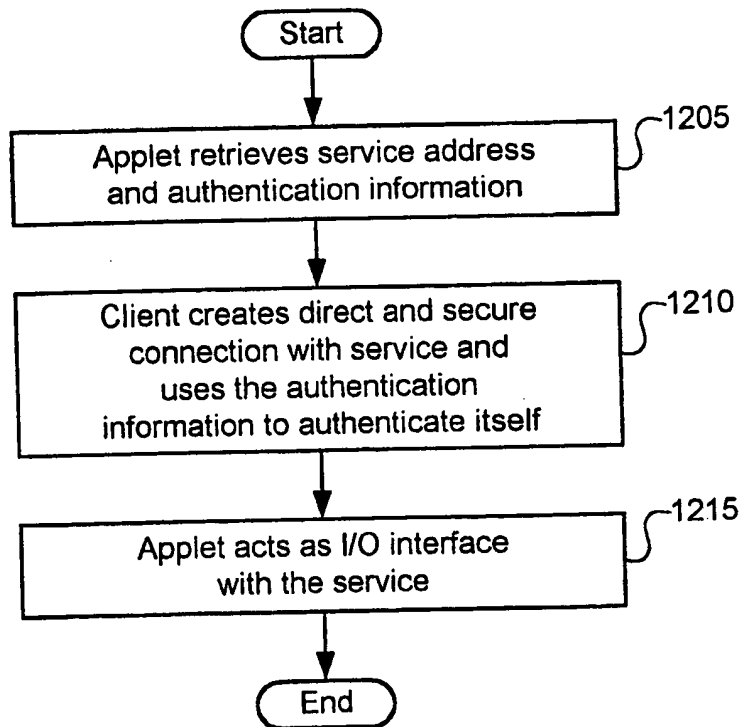 Start
1205
Applet retrieves service address
and authentication information
1210
Client creates direct and secure
connection with service and
uses the authentication
information to authenticate itself
1215
Applet acts as I/O interface
with the service
End